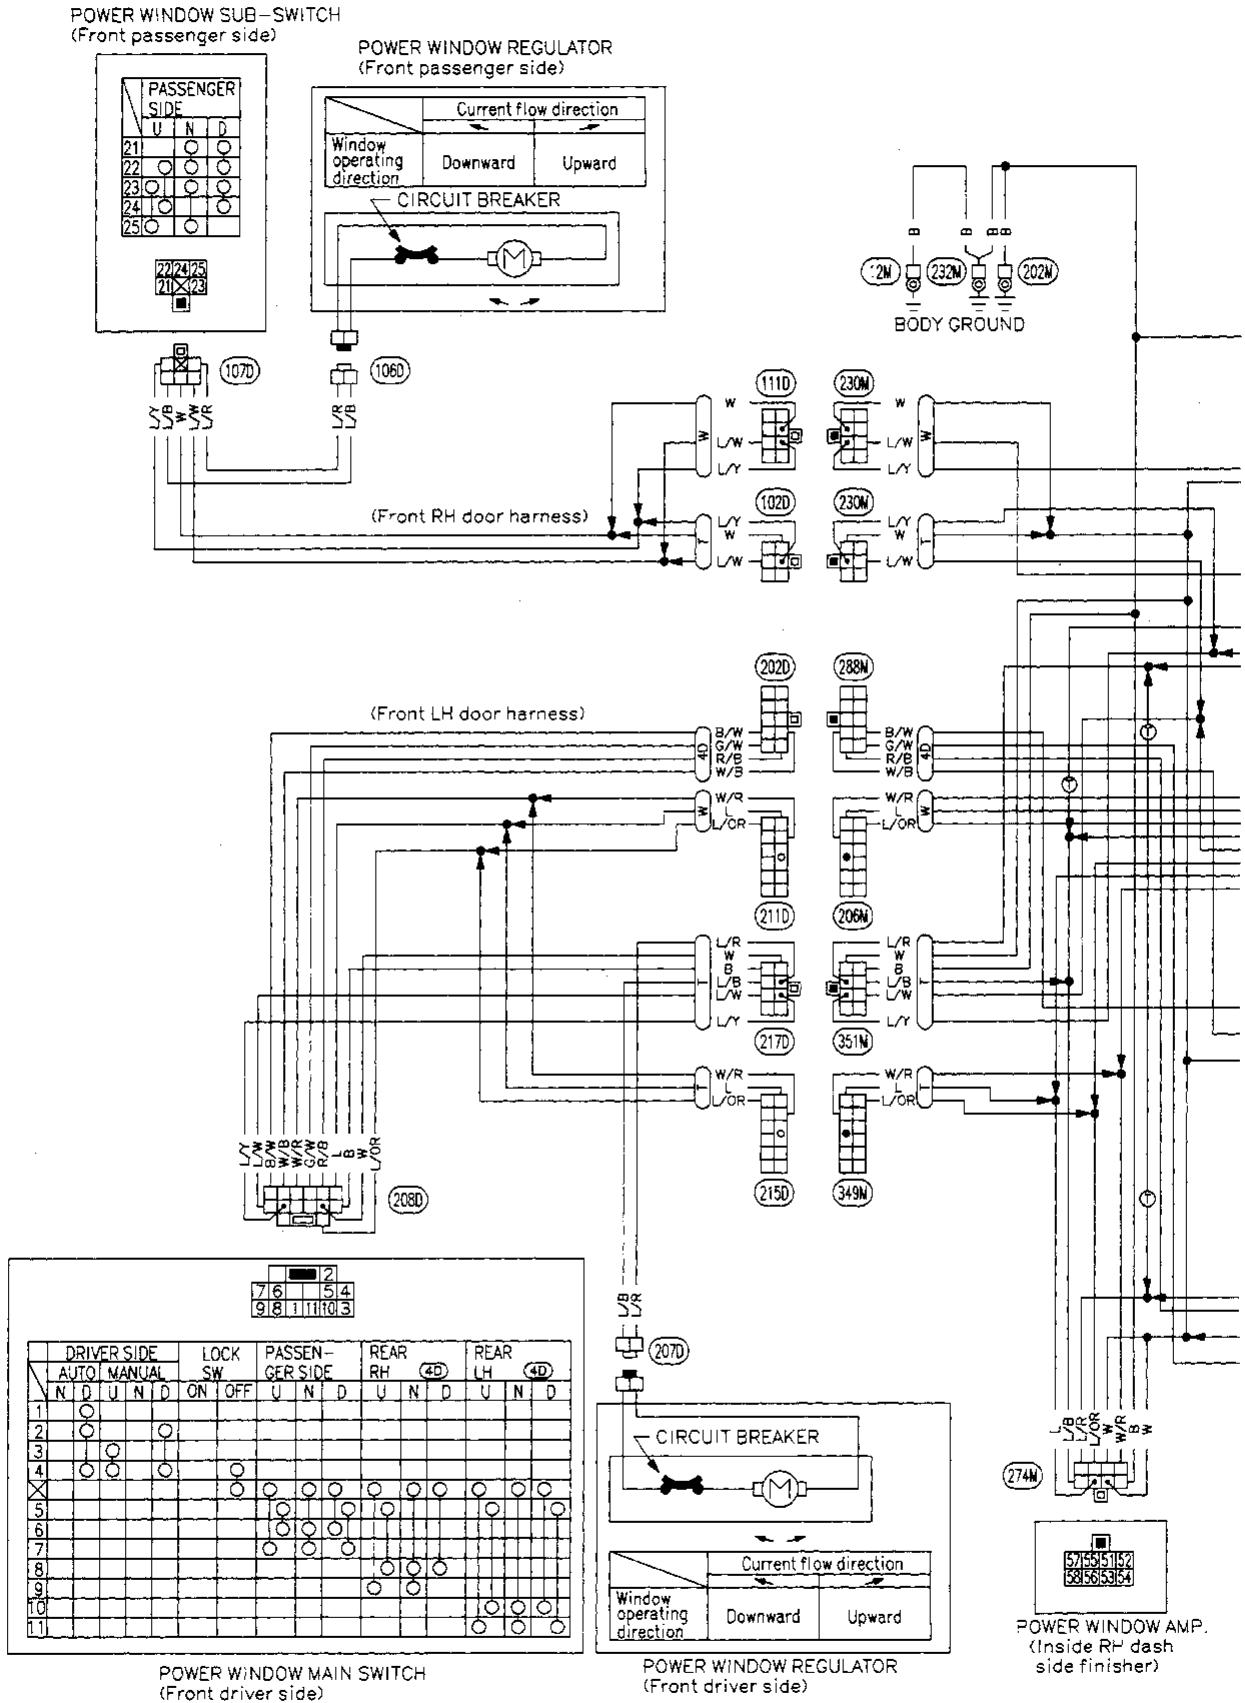 POWER WINDOW SUB-SWITCH
(Front passenger side)
PASSENGER
SIDE
U N D
21
22
23
24
25
22 24 25
21 23
107D
L/Y L/B W L/W L/R
POWER WINDOW REGULATOR
(Front passenger side)
Current flow direction
Window
operating
direction
Downward
Upward
CIRCUIT BREAKER
M
106D
L/R L/B
B B B B
12M 232M 202M
BODY GROUND
111D 230M
W W
L/W L/W
L/Y L/Y
W W
(Front RH door harness)
102D 230M
L/Y L/Y
W W
L/W L/W
T T
(Front LH door harness)
202D 288M
B/W B/W
G/W G/W
R/B R/B
W/B W/B
4D 4D
W/R W/R
L L
L/OR L/OR
W W
211D 206M
L/R L/R
W W
B B
L/B L/B
L/W L/W
L/Y L/Y
T T
217D 351M
W/R W/R
L L
L/OR L/OR
T T
215D 349M
T
T
T
L/Y L/W B/W W/B W/R G/W R/B L B W L/OR
208D
2
7 6 5 4
9 8 1 11 10 3
DRIVER SIDE
AUTO MANUAL
LOCK
SW
PASSEN-
GER SIDE
REAR
RH 4D
REAR
LH 4D
N D U N D ON OFF U N D U N D U N D
1
2
3
4
5
6
7
8
9
10
11
POWER WINDOW MAIN SWITCH
(Front driver side)
L/B L/R
207D
CIRCUIT BREAKER
M
Current flow direction
Window
operating
direction
Downward
Upward
POWER WINDOW REGULATOR
(Front driver side)
L L/B L/R L/OR W W/R B W
274M
57 55 51 52
58 56 53 54
POWER WINDOW AMP.
(Inside RH dash
side finisher)